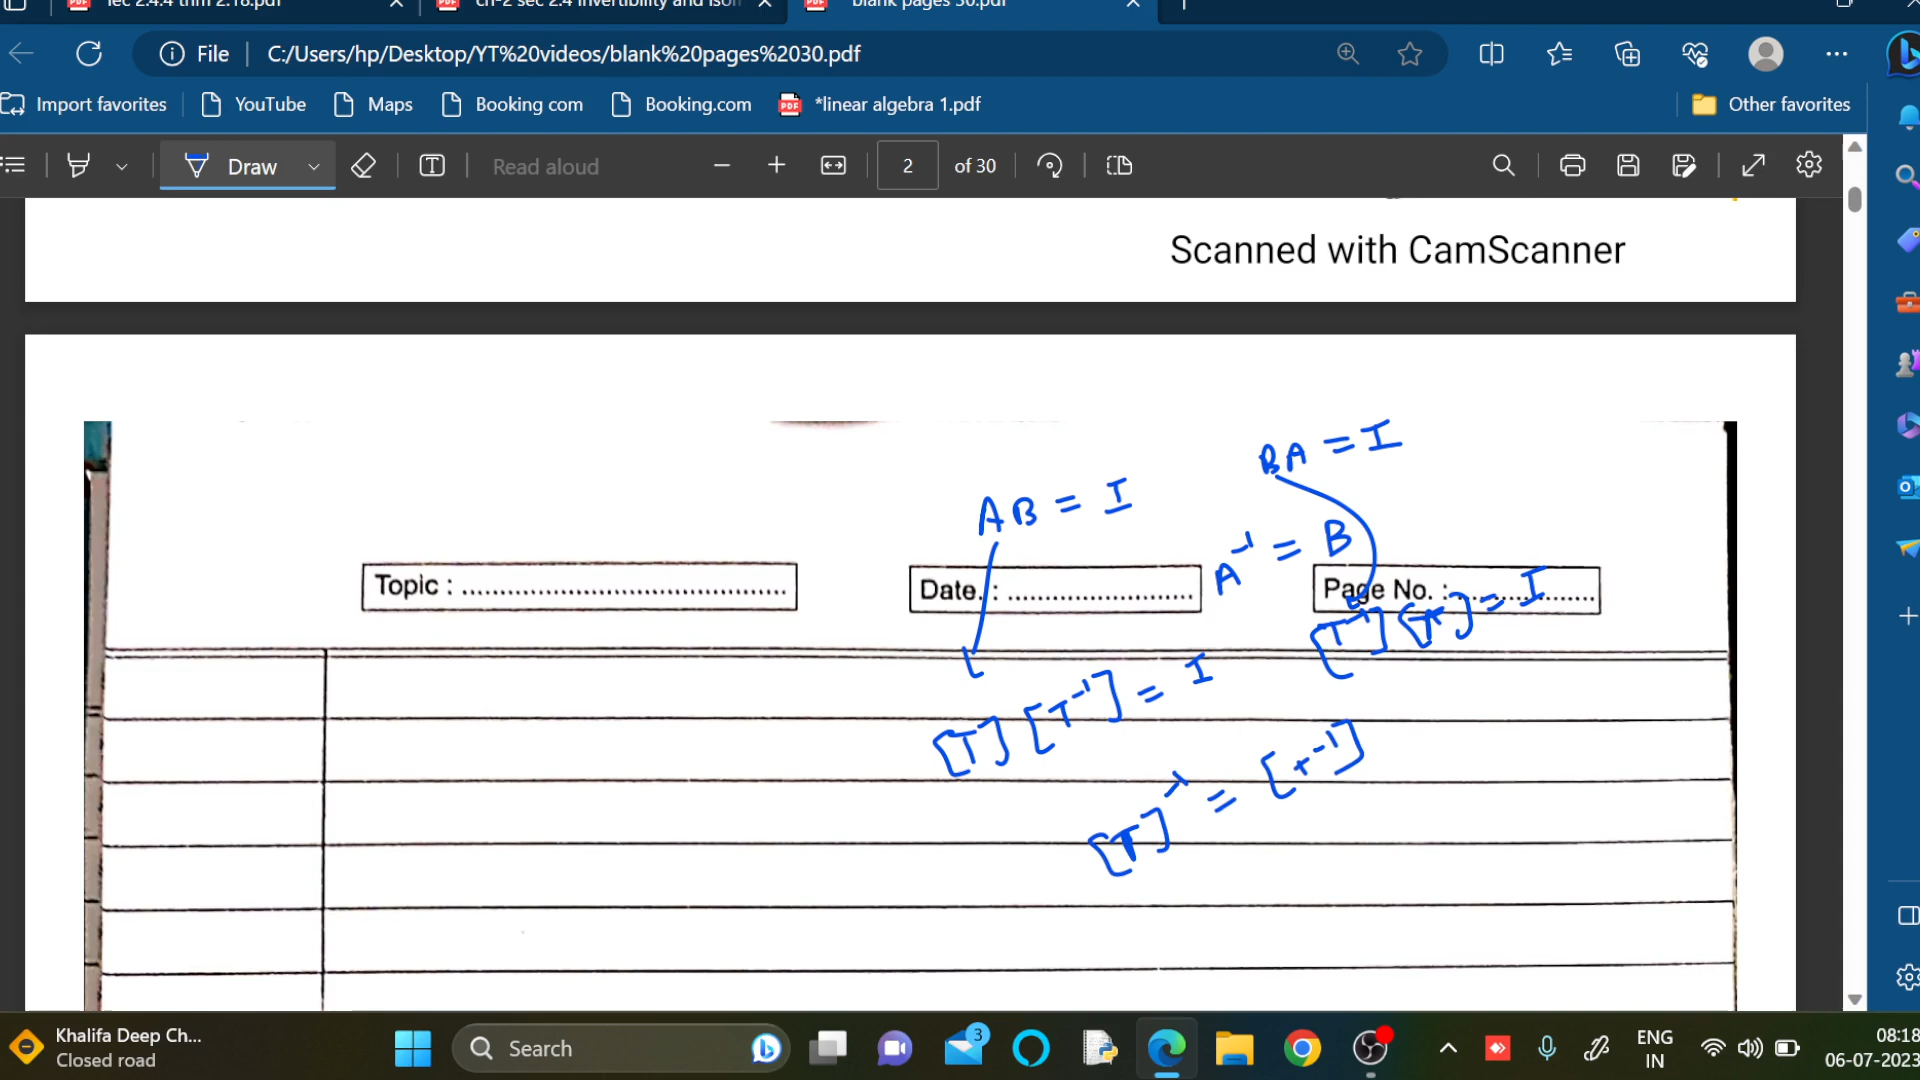 lec 2.4.4 trim 2.18.pdf
ch-2 sec 2.4 invertibility and isom
blank pages 30.pdf
File
C:/Users/hp/Desktop/YT%20videos/blank%20pages%2030.pdf
Import favorites
YouTube
Maps
Booking com
Booking.com
*linear algebra 1.pdf
Other favorites
Draw
Read aloud
2 of 30
Scanned with CamScanner
BA = I
AB = I
A⁻¹ = B
Topic : ........................................
Date. : ........................
Page No. : ....................
[T⁻¹] [T] = I
[T] [T⁻¹] = I
[T]⁻¹ = [T⁻¹]
Khalifa Deep Ch...
Closed road
Search
3
ENG
IN
08:18
06-07-2023